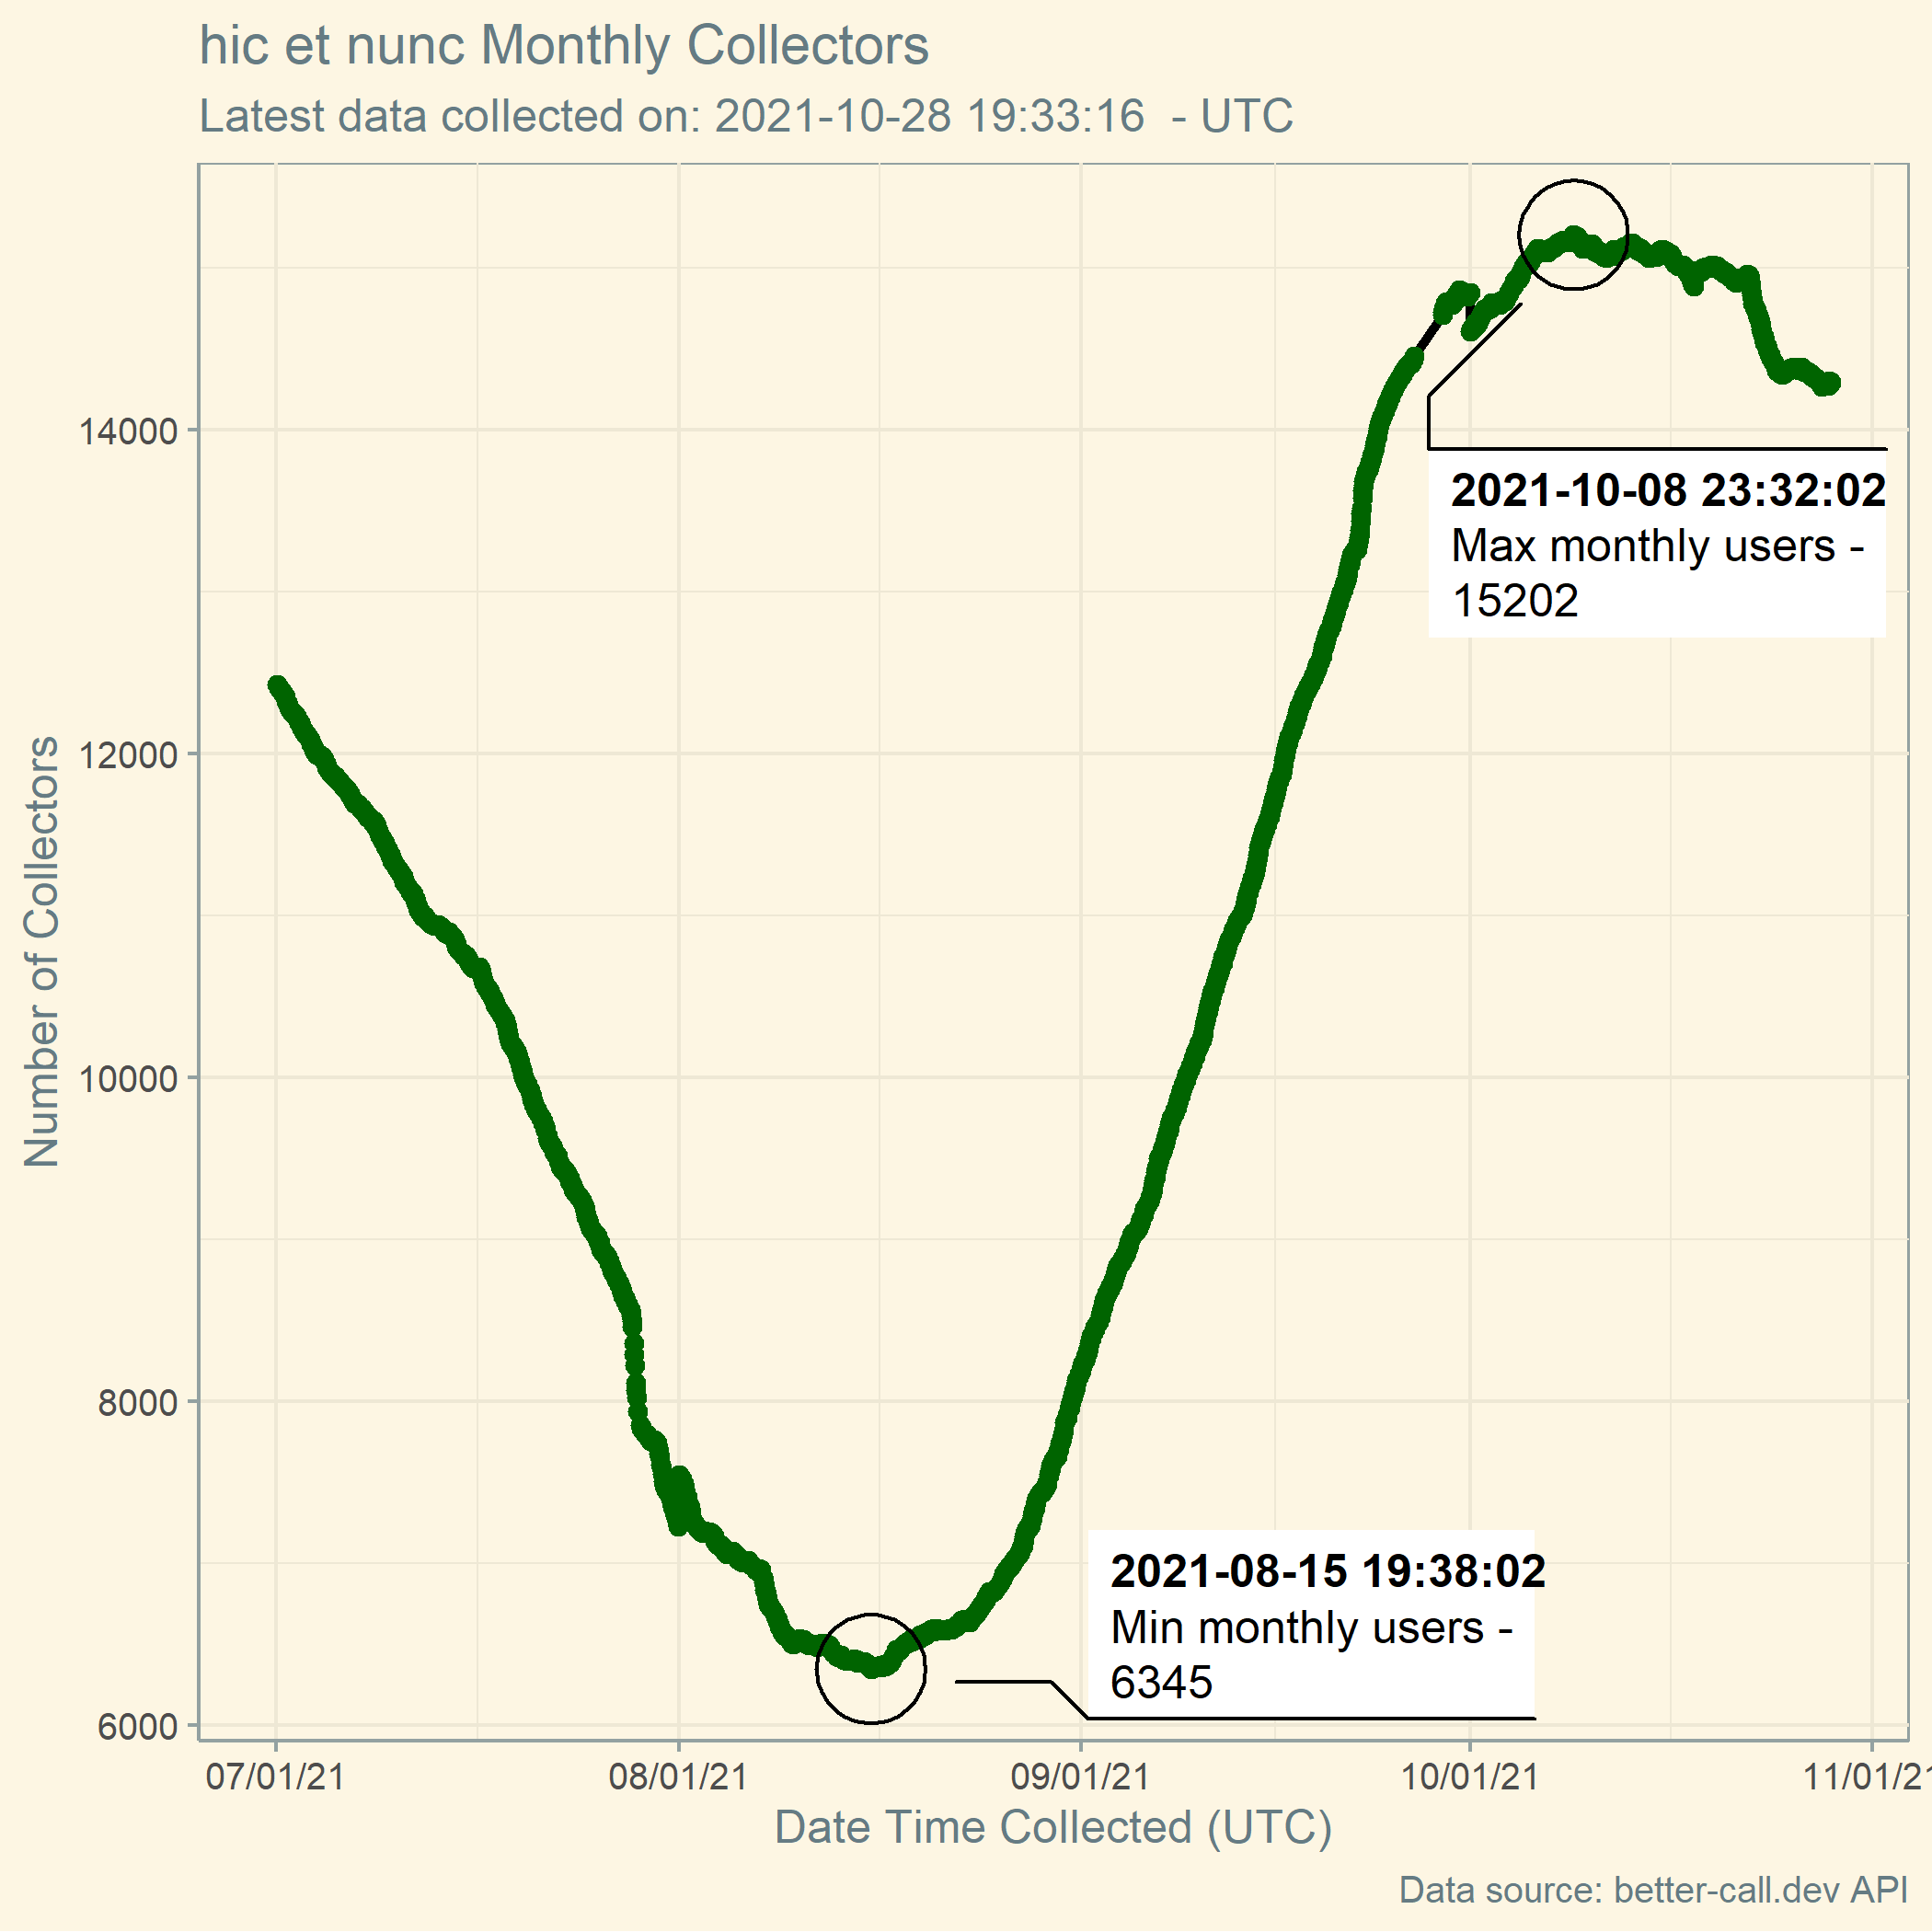 hic et nunc Monthly Collectors
Latest data collected on: 2021-10-28 19:33:16 - UTC
Number of Collectors
14000
12000
10000
8000
6000
2021-10-08 23:32:02
Max monthly users -
15202
2021-08-15 19:38:02
Min monthly users -
6345
07/01/21 08/01/21 09/01/21 10/01/21 11/01/21
Date Time Collected (UTC)
Data source: better-call.dev API